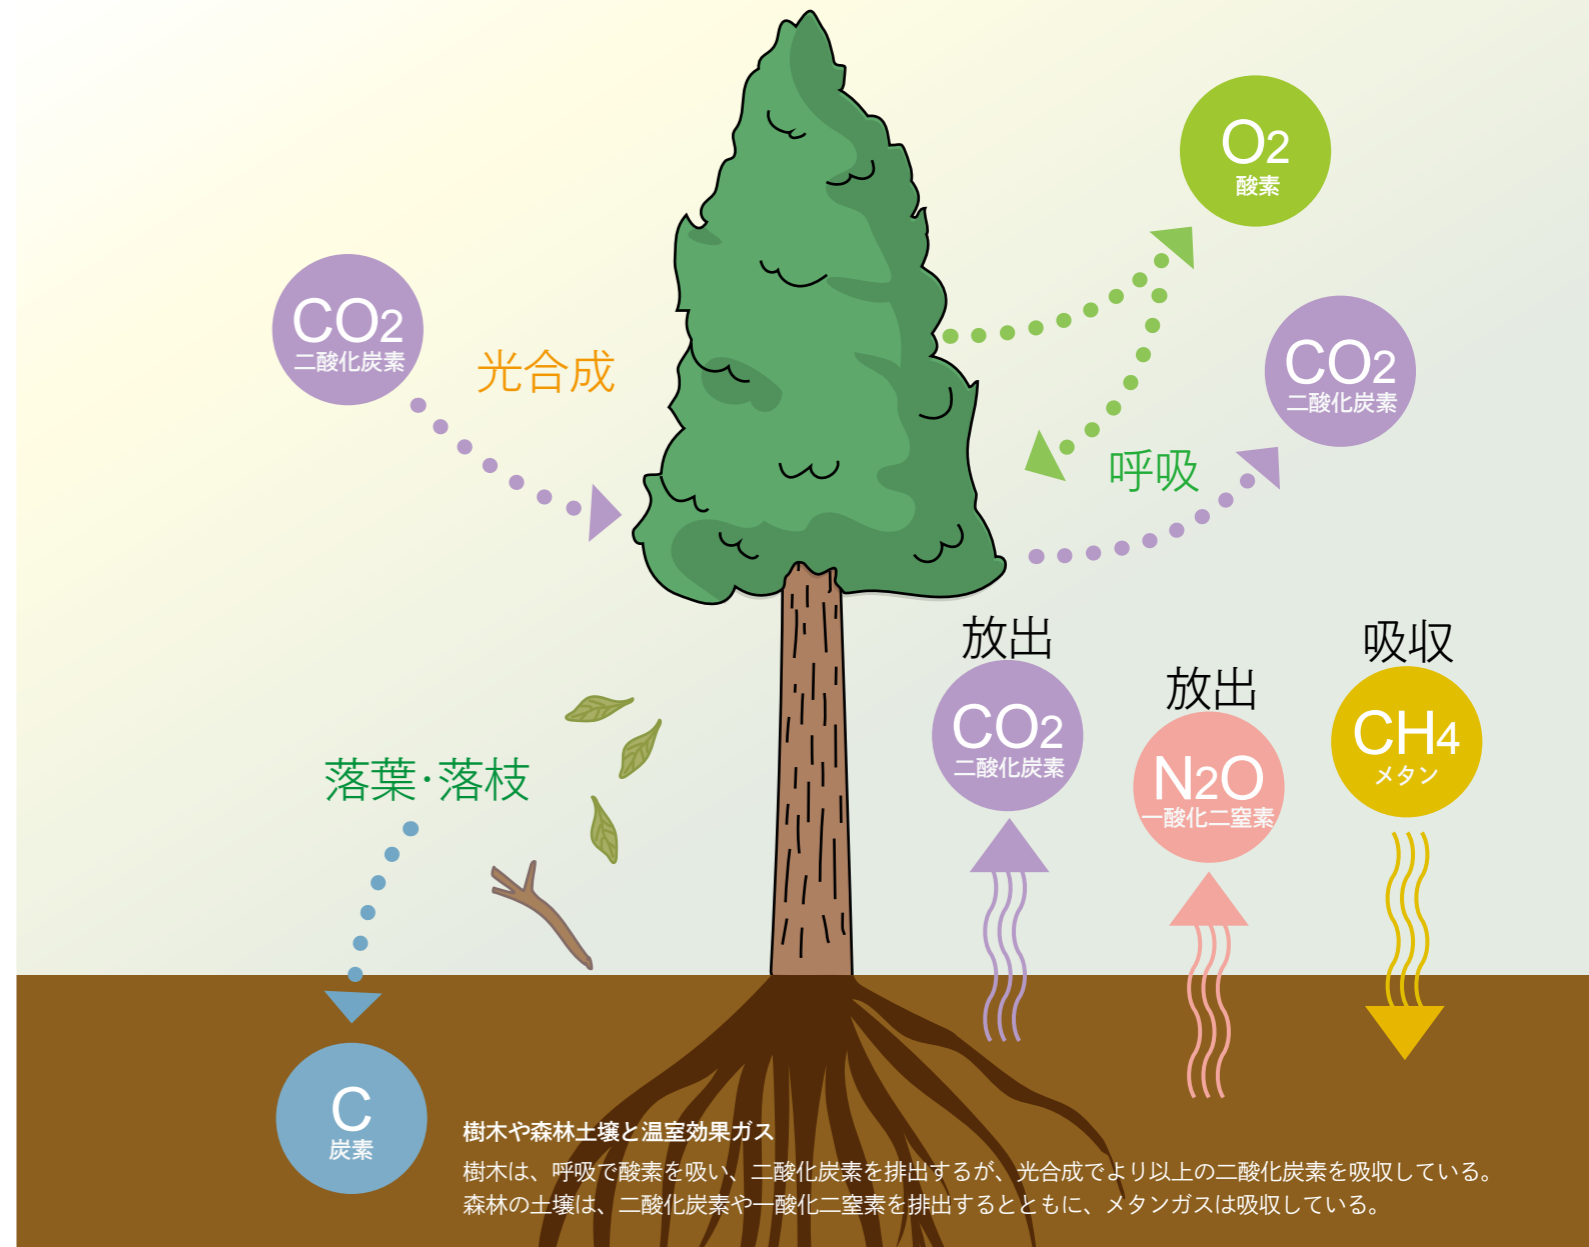 O2
酸素
CO2
二酸化炭素
光合成
CO2
二酸化炭素
呼吸
放出
CO2
二酸化炭素
放出
N2O
一酸化二窒素
吸収
CH4
メタン
落葉・落枝
C
炭素
樹木や森林土壌と温室効果ガス
樹木は、呼吸で酸素を吸い、二酸化炭素を排出するが、光合成でより以上の二酸化炭素を吸収している。
森林の土壌は、二酸化炭素や一酸化二窒素を排出するとともに、メタンガスは吸収している。